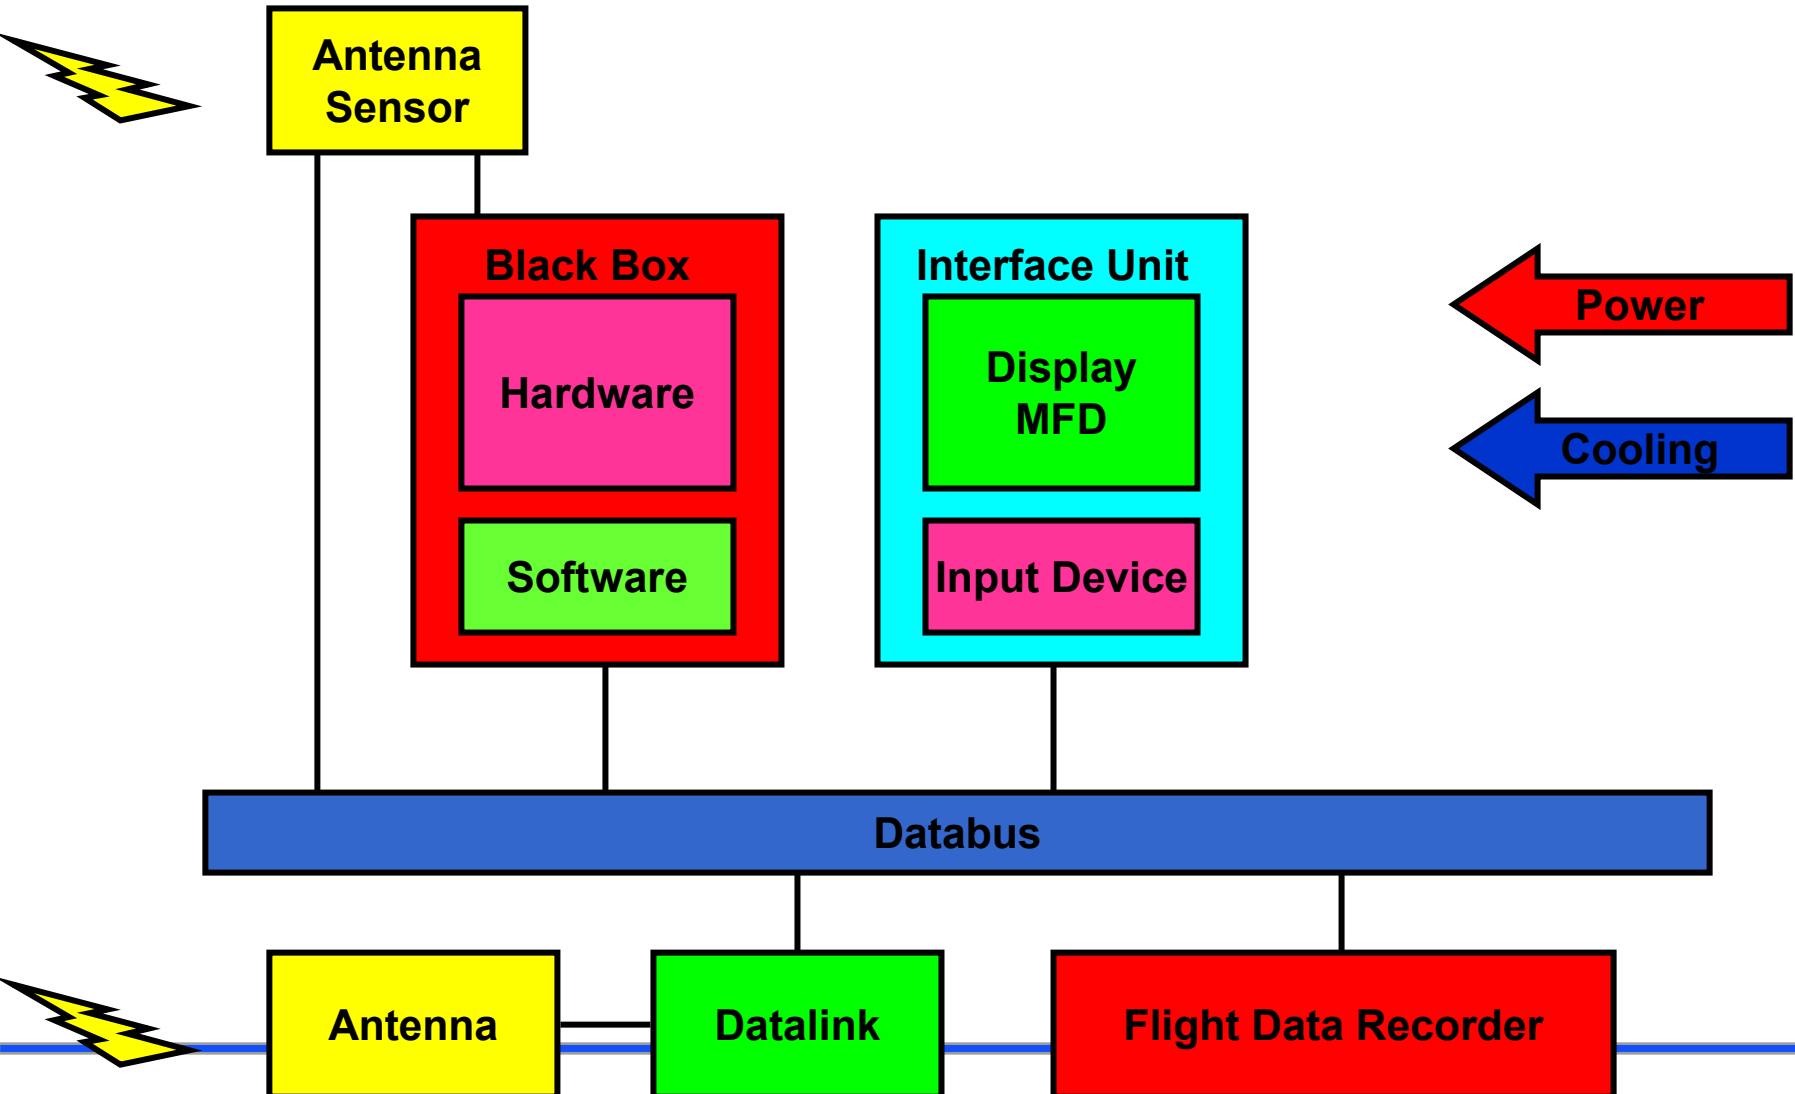 Antenna
Sensor
Black Box
Hardware
Software
Interface Unit
Display
MFD
Input Device
Power
Cooling
Databus
Antenna
Datalink
Flight Data Recorder